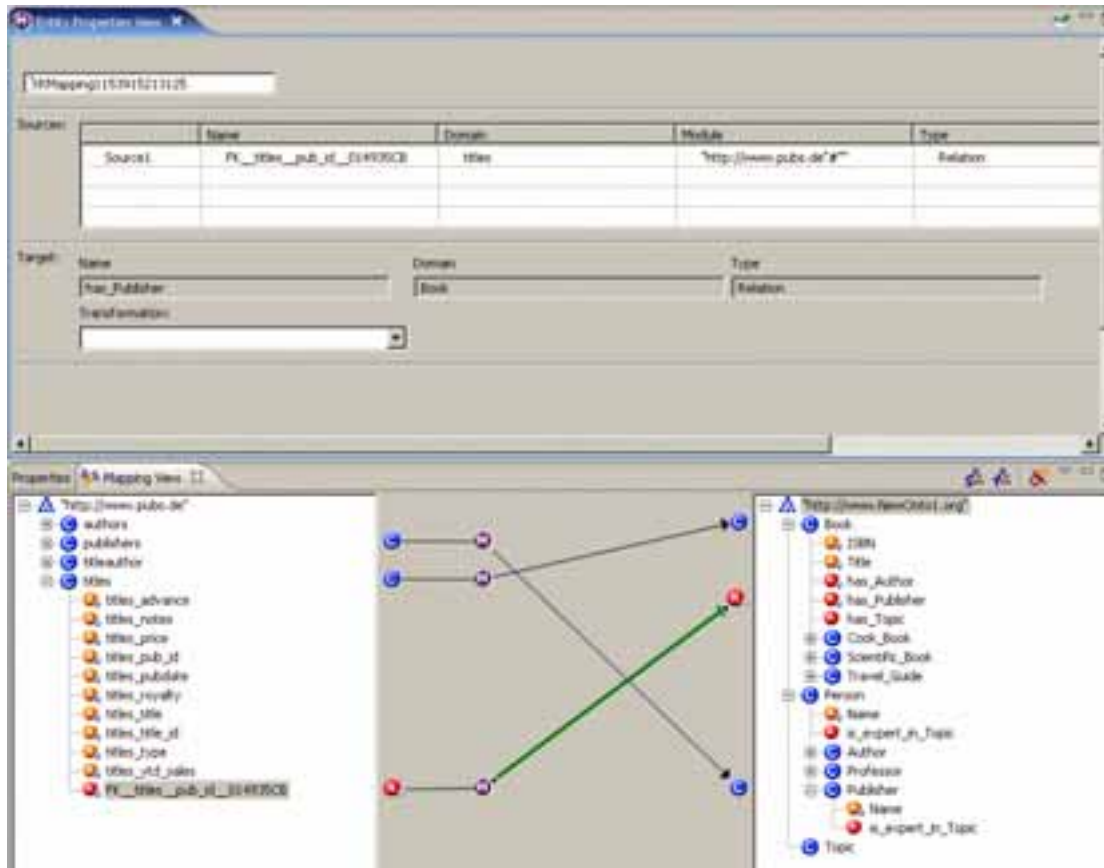 Entity Properties View
Sources:
Name Domain Module Type
Source1 FK__titles__pub_id__014935CB titles "http://www.pubs.de"#"" Relation
Target:
Name Domain Type
has_Publisher Book Relation
Transformation:
Properties Mapping View
"http://www.pubs.de"
authors
publishers
titleauthor
titles
titles_advance
titles_notes
titles_price
titles_pub_id
titles_pubdate
titles_royalty
titles_title
titles_title_id
titles_type
titles_ytd_sales
FK__titles__pub_id__014935CB
C M C
C M
R
R M C
"http://www.NewOnto1.org"
Book
ISBN
Title
has_Author
has_Publisher
has_Topic
Cook_Book
Scientific_Book
Travel_Guide
Person
Name
is_expert_in_Topic
Author
Professor
Publisher
Name
is_expert_in_Topic
Topic